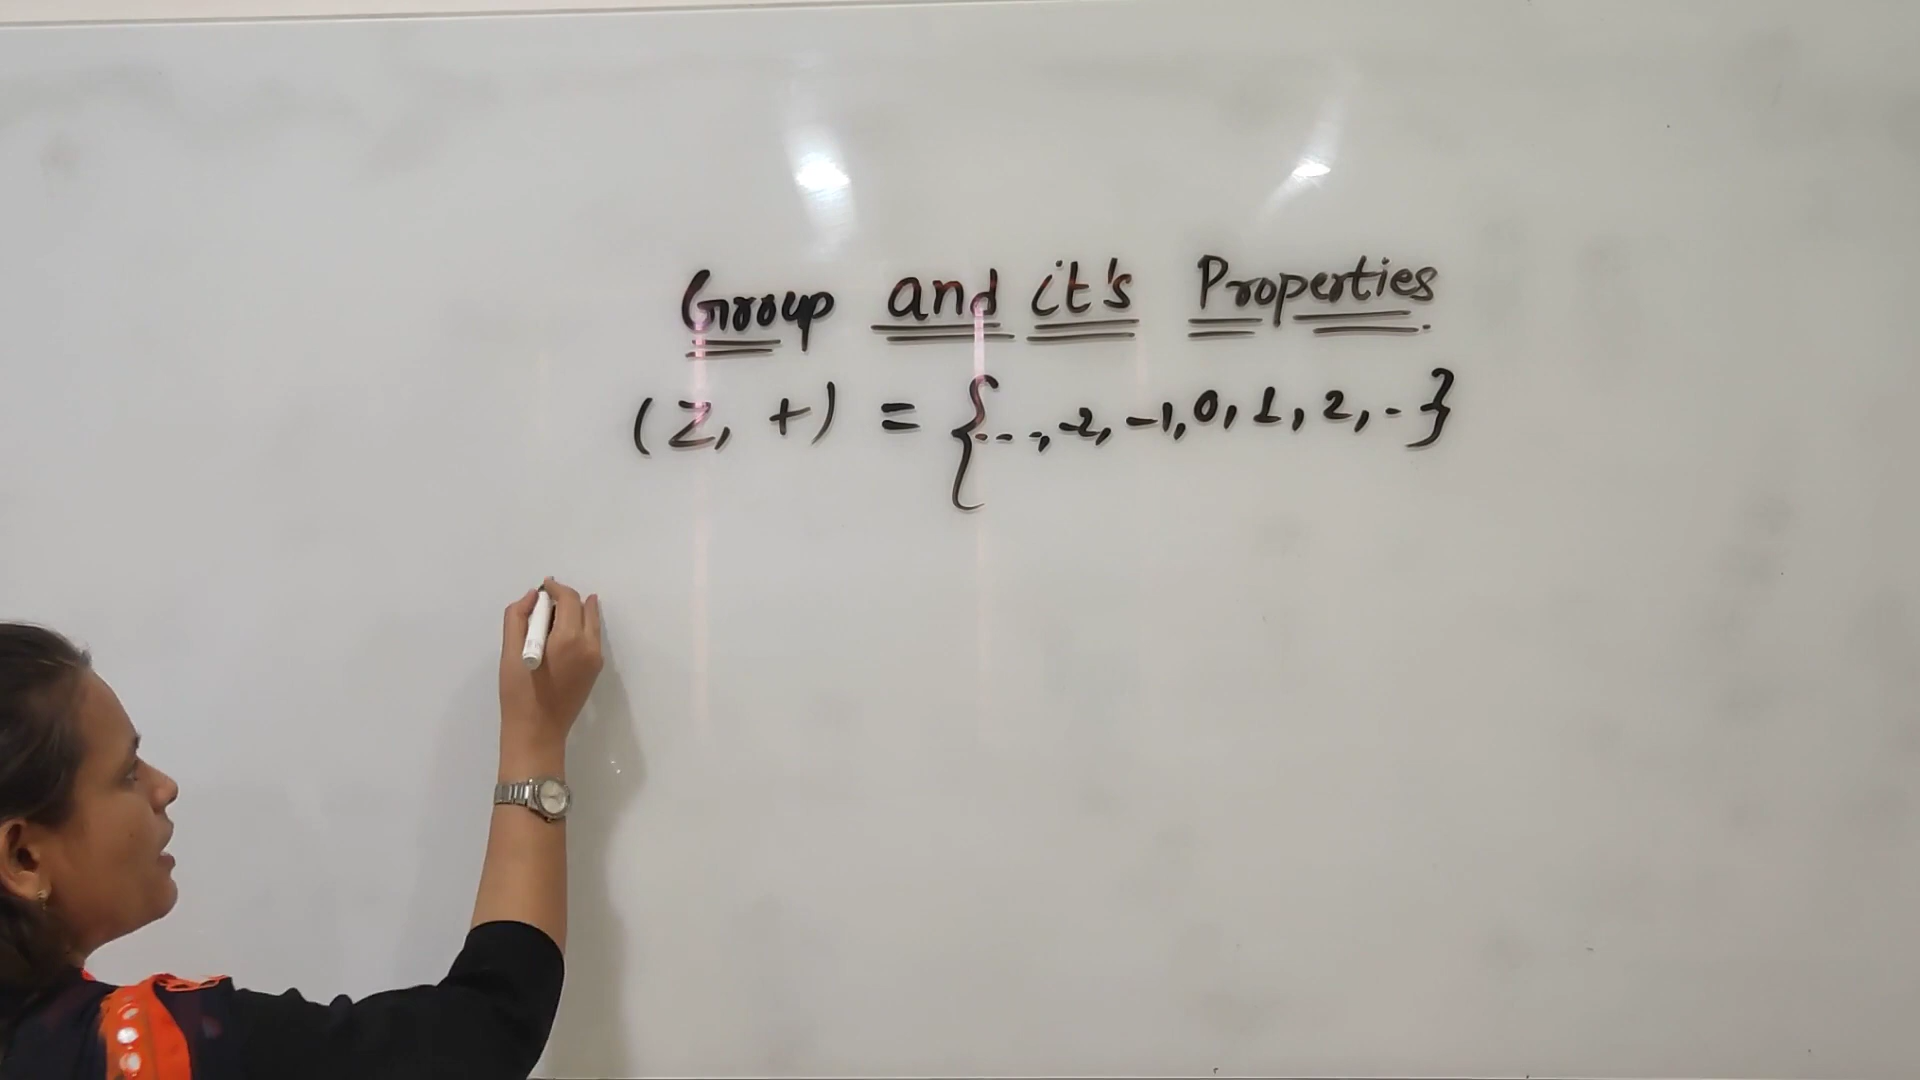 Group and it's Properties
(Z, +) = {..., -2, -1, 0, 1, 2, . }